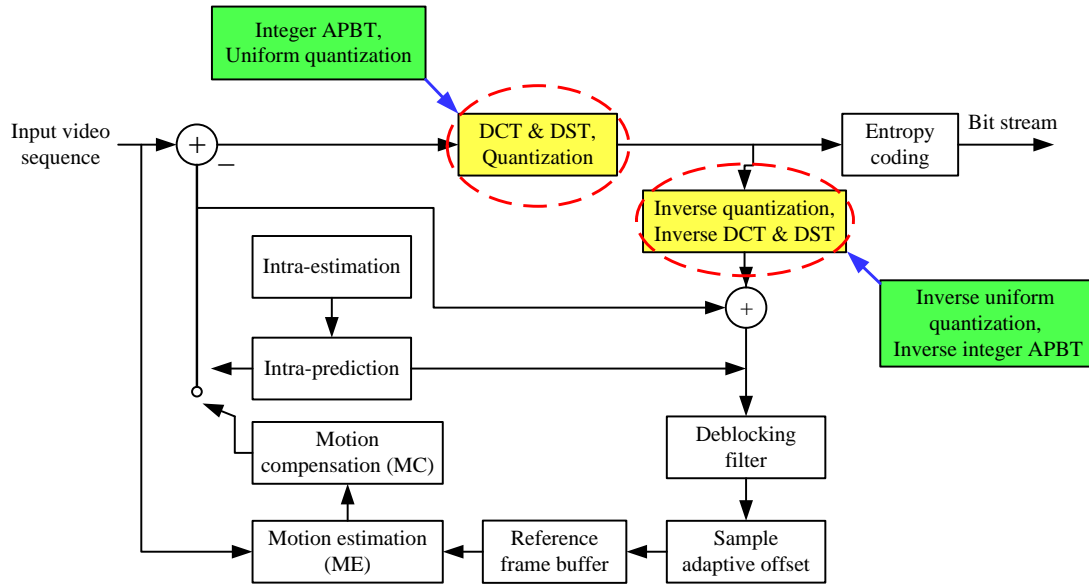 Integer APBT,
Uniform quantization
Input video
sequence
+
−
DCT & DST,
Quantization
Entropy
coding
Bit stream
Inverse quantization,
Inverse DCT & DST
Intra-estimation
+
Inverse uniform
quantization,
Inverse integer APBT
Intra-prediction
Motion
compensation (MC)
Deblocking
filter
Motion estimation
(ME)
Reference
frame buffer
Sample
adaptive offset